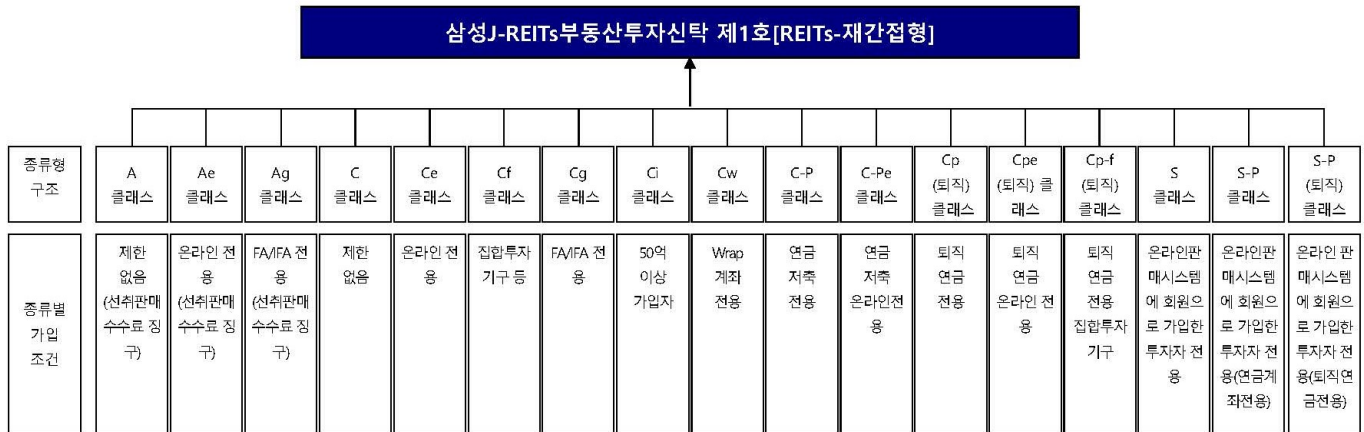 삼성J-REITs부동산투자신탁 제1호[REITs-재간접형]
종류형
구조
A
클래스
Ae
클래스
Ag
클래스
C
클래스
Ce
클래스
Cf
클래스
Cg
클래스
Ci
클래스
Cw
클래스
C-P
클래스
C-Pe
클래스
Cp
(퇴직)
클래스
Cpe
(퇴직) 클
래스
Cp-f
(퇴직)
클래스
S
클래스
S-P
클래스
S-P
(퇴직)
클래스
종류별
가입
조건
제한
없음
(선취판매
수수료 징
구)
온라인 전
용
(선취판매
수수료 징
구)
FA/IFA 전
용
(선취판매
수수료 징
구)
제한
없음
온라인 전
용
집합투자
기구 등
FA/IFA 전
용
50억
이상
가입자
Wrap
계좌
전용
연금
저축
전용
연금
저축
온라인전
용
퇴직
연금
전용
퇴직
연금
온라인 전
용
퇴직
연금
전용
집합투자
기구
온라인판
매시스템
에 회원으
로 가입한
투자자 전
용
온라인판
매시스템
에 회원으
로 가입한
투자자 전
용(연금계
좌전용)
온라인 판
매시스템
에 회원으
로 가입한
투자자 전
용(퇴직연
금전용)